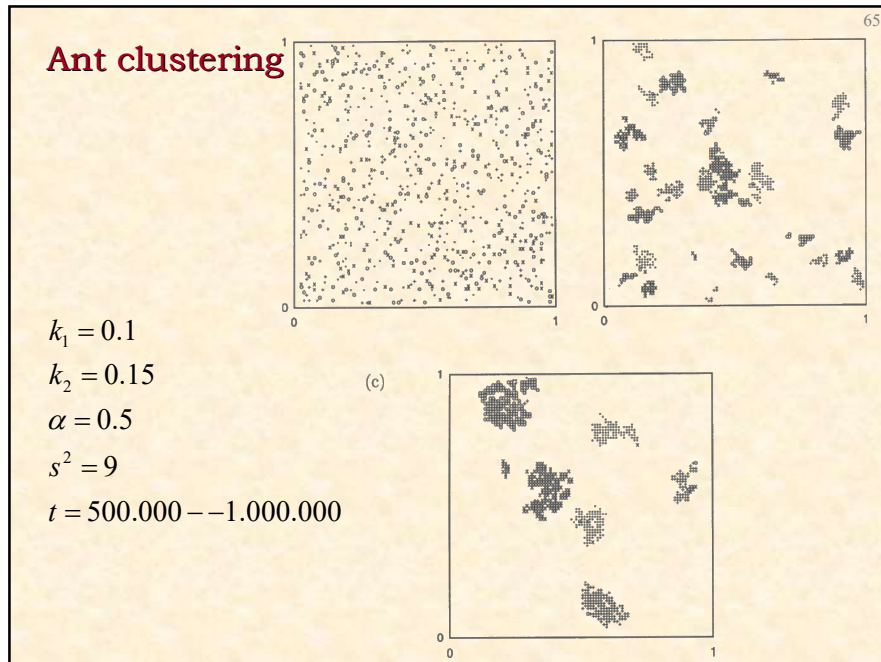 65
Ant clustering
1
0
0
1
1
0
0
1
k₁ = 0.1
k₂ = 0.15
α = 0.5
s² = 9
t = 500.000 − −1.000.000
(c)
1
0
0
1